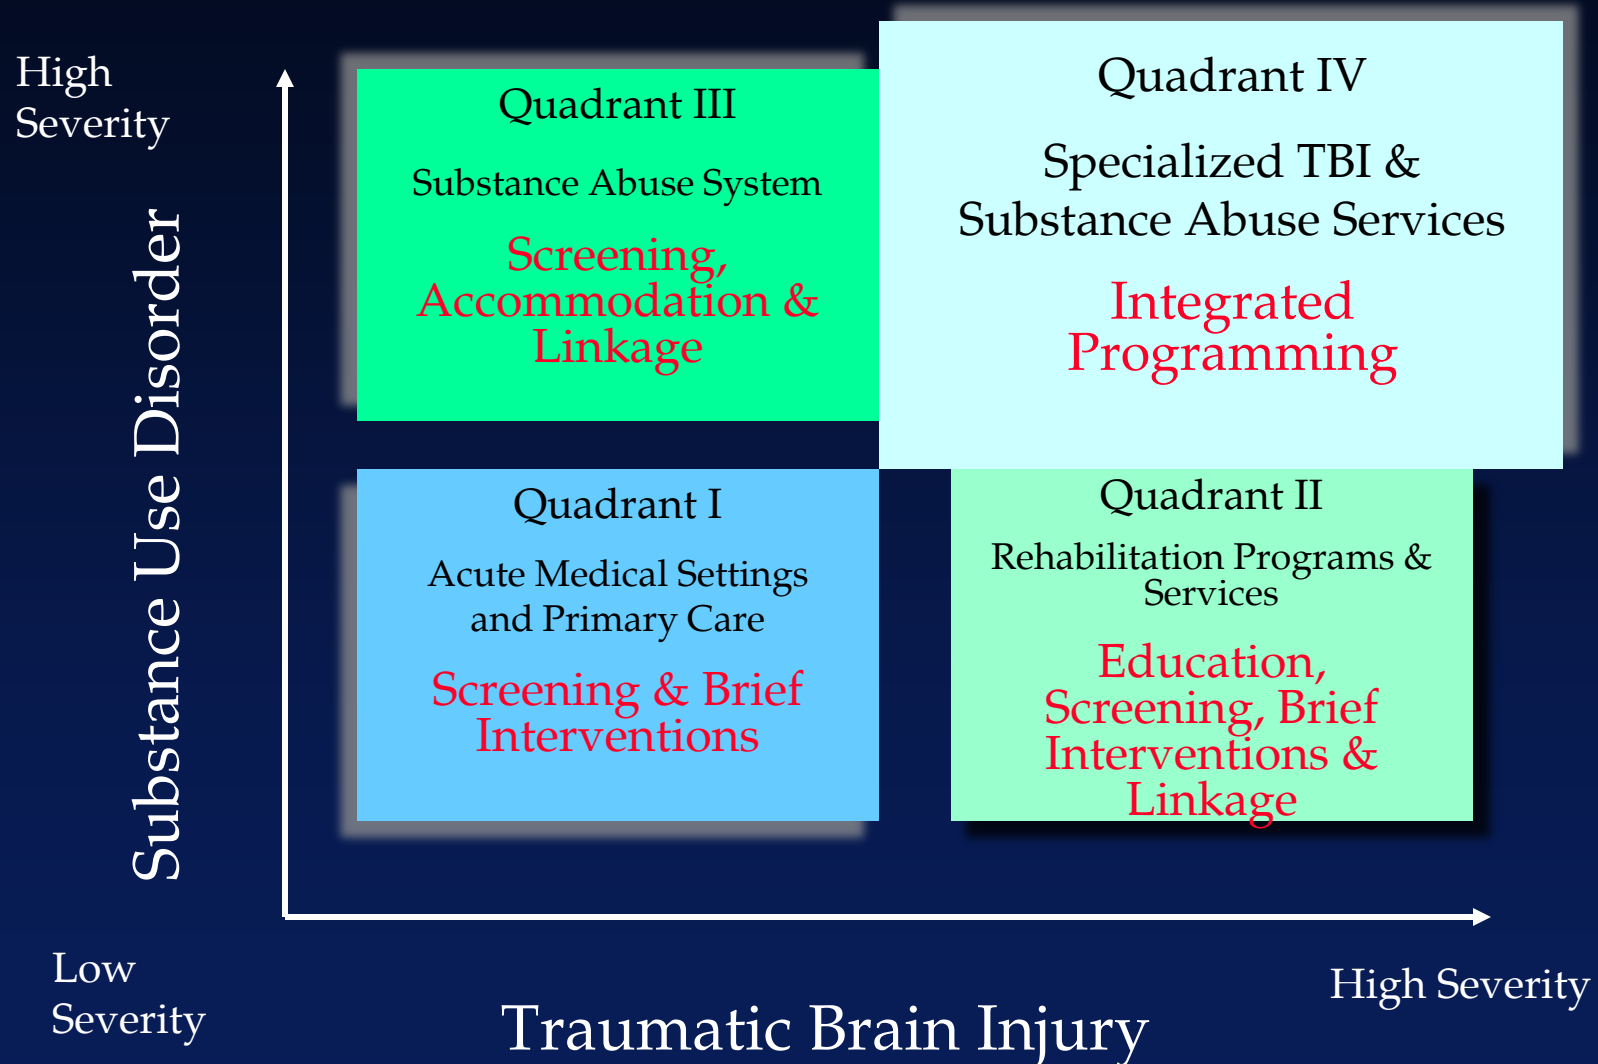 High
Severity
Substance Use Disorder
Quadrant III
Substance Abuse System
Screening,
Accommodation &
Linkage
Quadrant IV
Specialized TBI &
Substance Abuse Services
Integrated
Programming
Quadrant I
Acute Medical Settings
and Primary Care
Screening & Brief
Interventions
Quadrant II
Rehabilitation Programs &
Services
Education,
Screening, Brief
Interventions &
Linkage
Low
Severity
Traumatic Brain Injury
High Severity